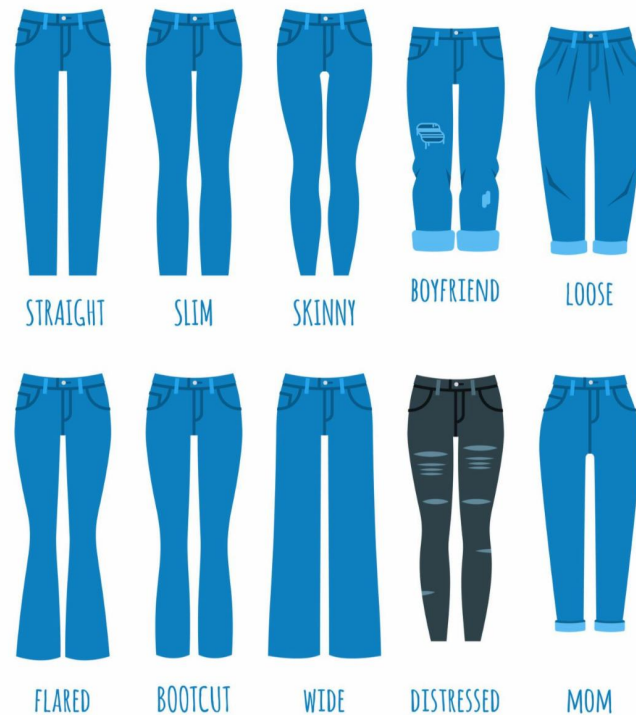 STRAIGHT
SLIM
SKINNY
BOYFRIEND
LOOSE
FLARED
BOOTCUT
WIDE
DISTRESSED
MOM